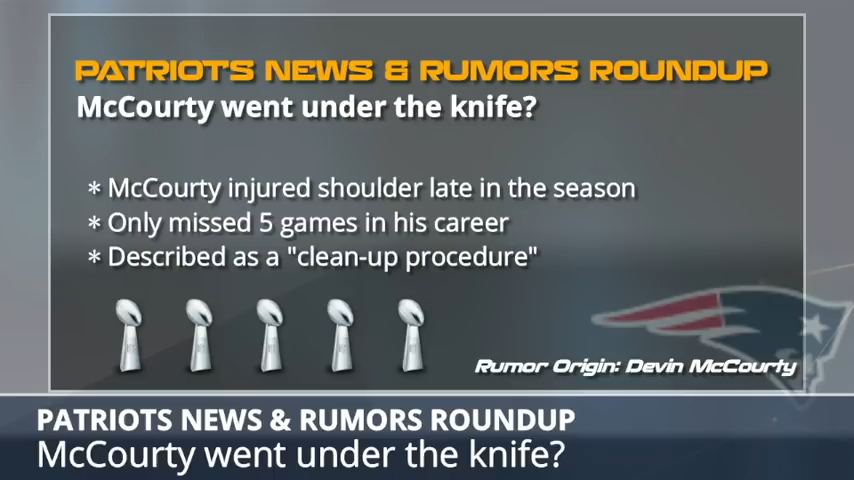 PATRIOTS NEWS & RUMORS ROUNDUP
McCourty went under the knife?
* McCourty injured shoulder late in the season
* Only missed 5 games in his career
* Described as a "clean-up procedure"
Rumor Origin: Devin McCourty
PATRIOTS NEWS & RUMORS ROUNDUP
McCourty went under the knife?